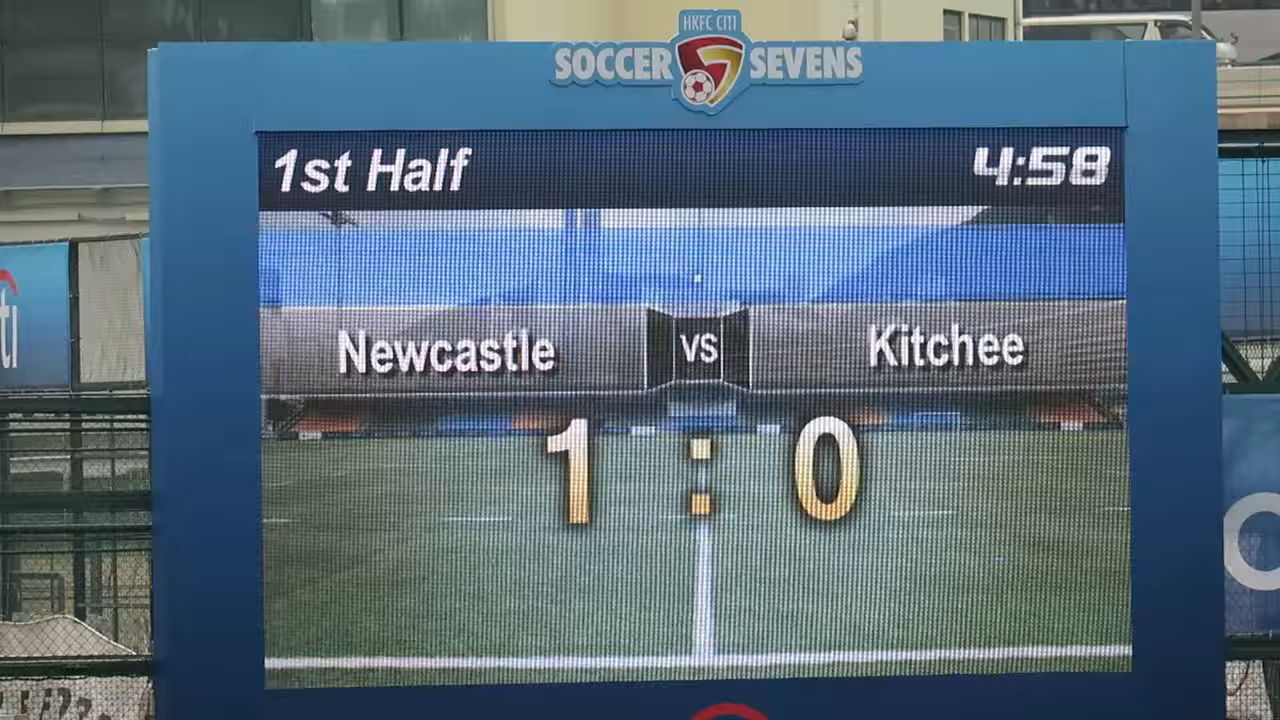 HKFC CITI
SOCCER SEVENS
1st Half 4:58
Newcastle VS Kitchee
1 : 0